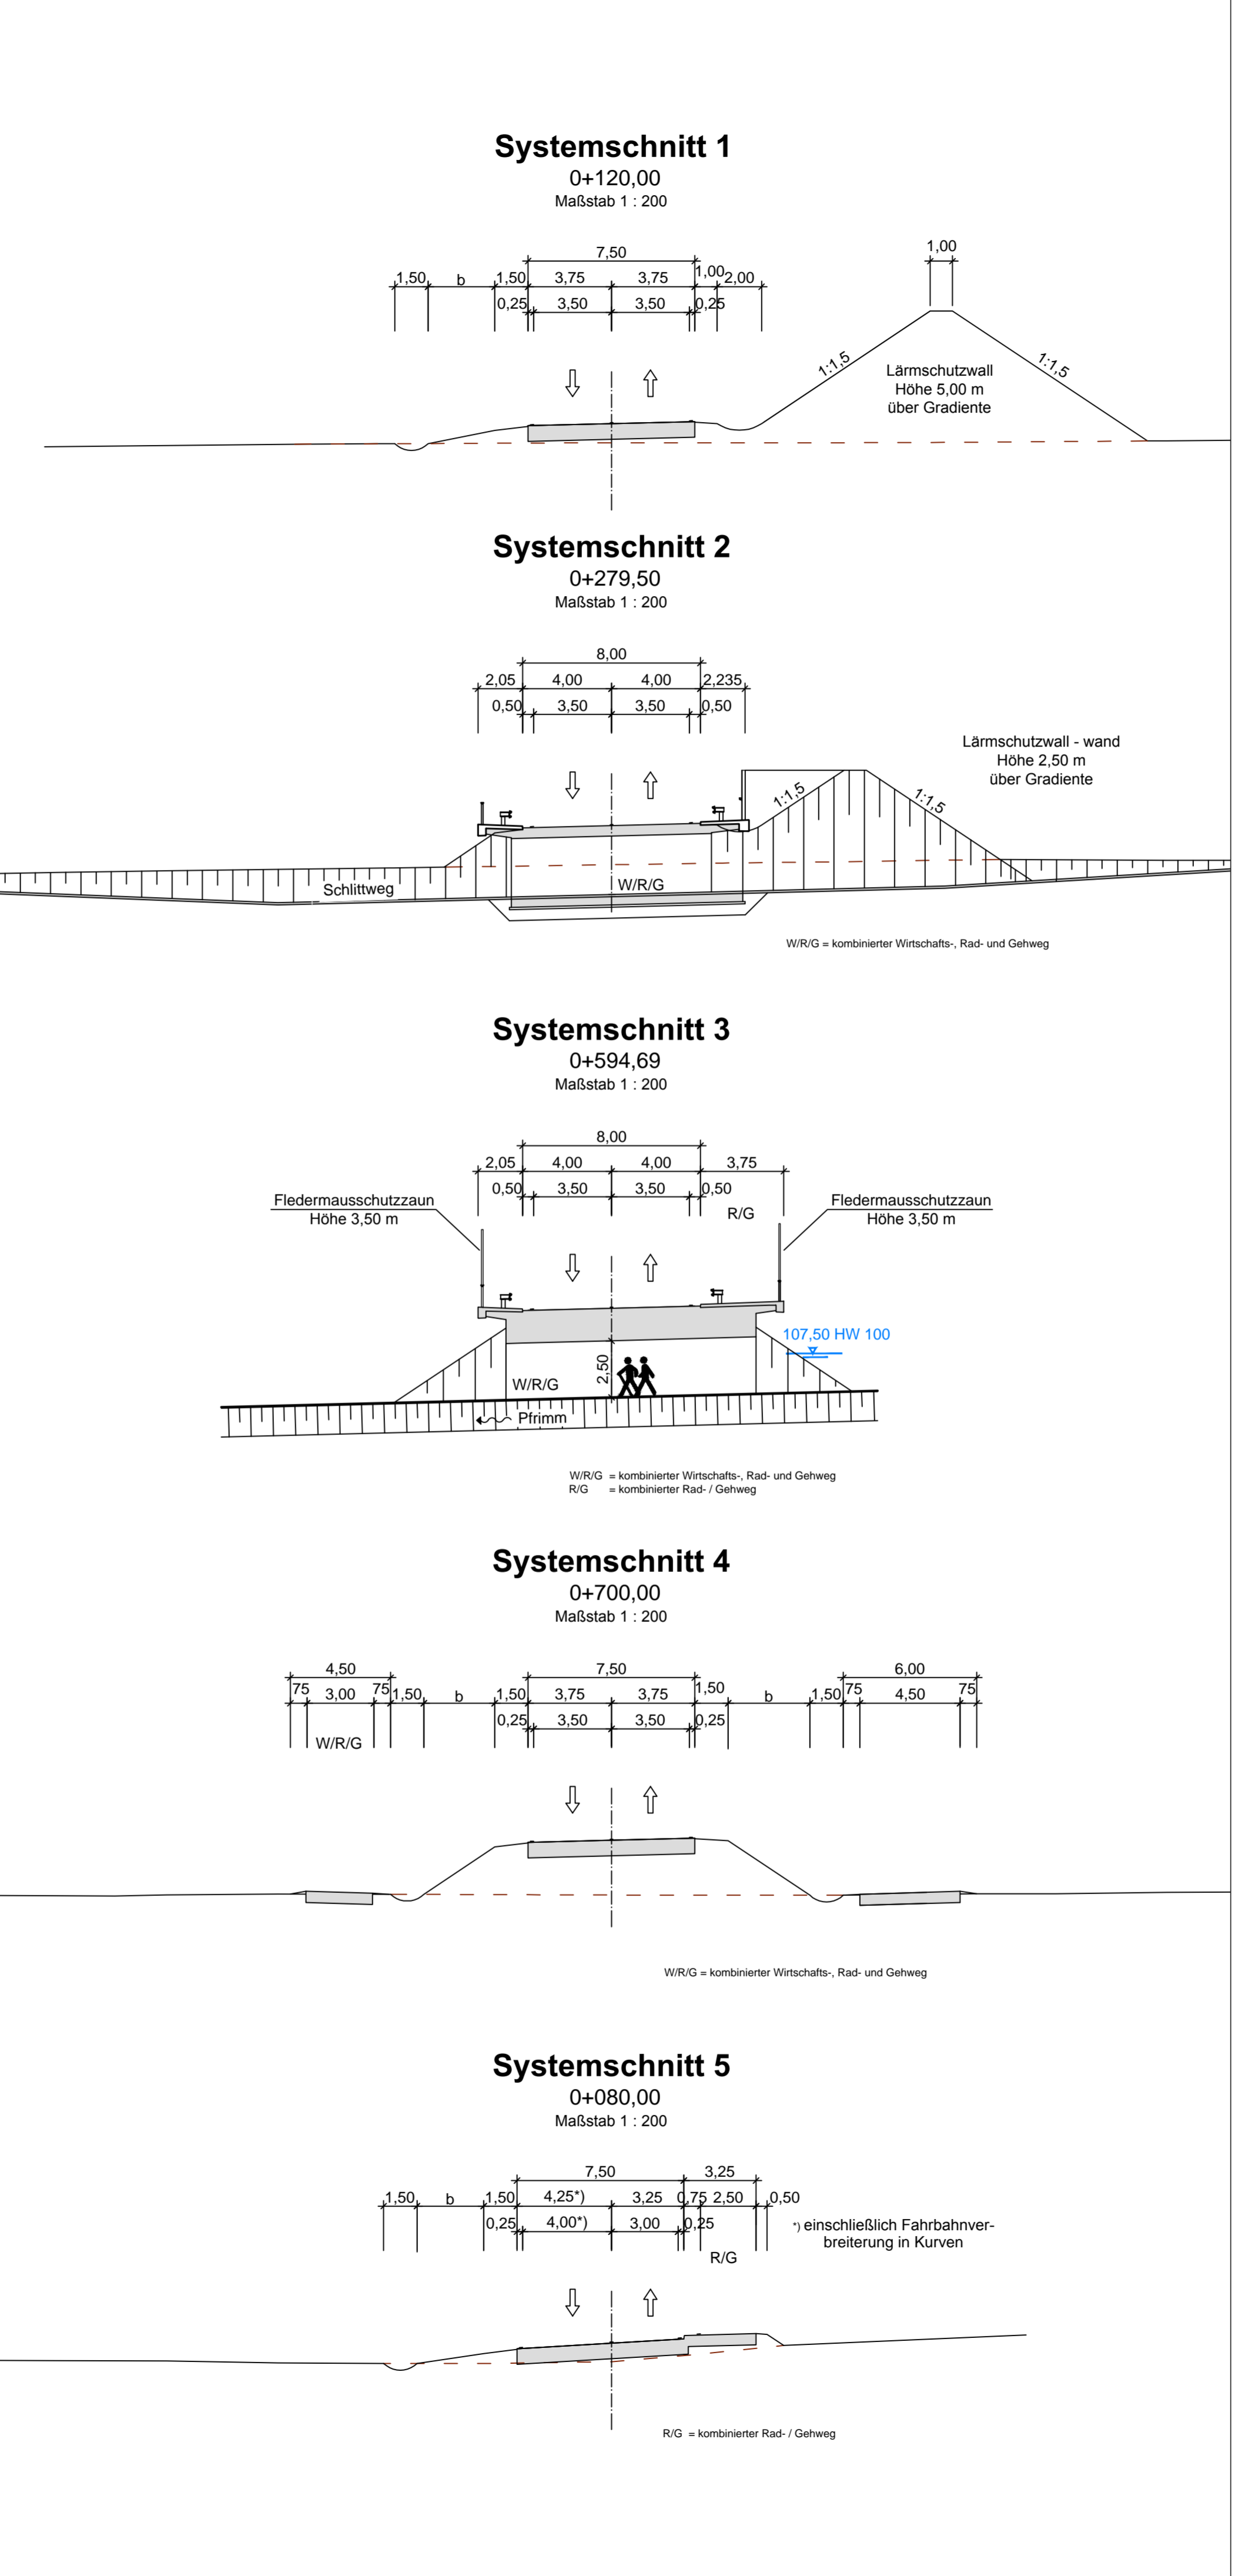 Systemschnitt 1
0+120,00
Maßstab 1 : 200
1,00
7,50
1,50 b 1,50 3,75 3,75 1,00 2,00
0,25 3,50 3,50 0,25
1:1,5
1:1,5
Lärmschutzwall
Höhe 5,00 m
über Gradiente
Systemschnitt 2
0+279,50
Maßstab 1 : 200
8,00
2,05 4,00 4,00 2,235
0,50 3,50 3,50 0,50
Lärmschutzwall - wand
Höhe 2,50 m
über Gradiente
1:1,5
1:1,5
Schlittweg
W/R/G
W/R/G = kombinierter Wirtschafts-, Rad- und Gehweg
Systemschnitt 3
0+594,69
Maßstab 1 : 200
8,00
2,05 4,00 4,00 3,75
0,50 3,50 3,50 0,50
R/G
Fledermausschutzzaun
Höhe 3,50 m
Fledermausschutzzaun
Höhe 3,50 m
107,50 HW 100
2,50
W/R/G
Pfrimm
W/R/G = kombinierter Wirtschafts-, Rad- und Gehweg
R/G = kombinierter Rad- / Gehweg
Systemschnitt 4
0+700,00
Maßstab 1 : 200
4,50 7,50 6,00
75 3,00 75 1,50 b 1,50 3,75 3,75 1,50 b 1,50 75 4,50 75
0,25 3,50 3,50 0,25
W/R/G
W/R/G = kombinierter Wirtschafts-, Rad- und Gehweg
Systemschnitt 5
0+080,00
Maßstab 1 : 200
7,50 3,25
1,50 b 1,50 4,25*) 3,25 0,75 2,50 0,50
0,25 4,00*) 3,00 0,25
R/G
*) einschließlich Fahrbahnver-
breiterung in Kurven
R/G = kombinierter Rad- / Gehweg